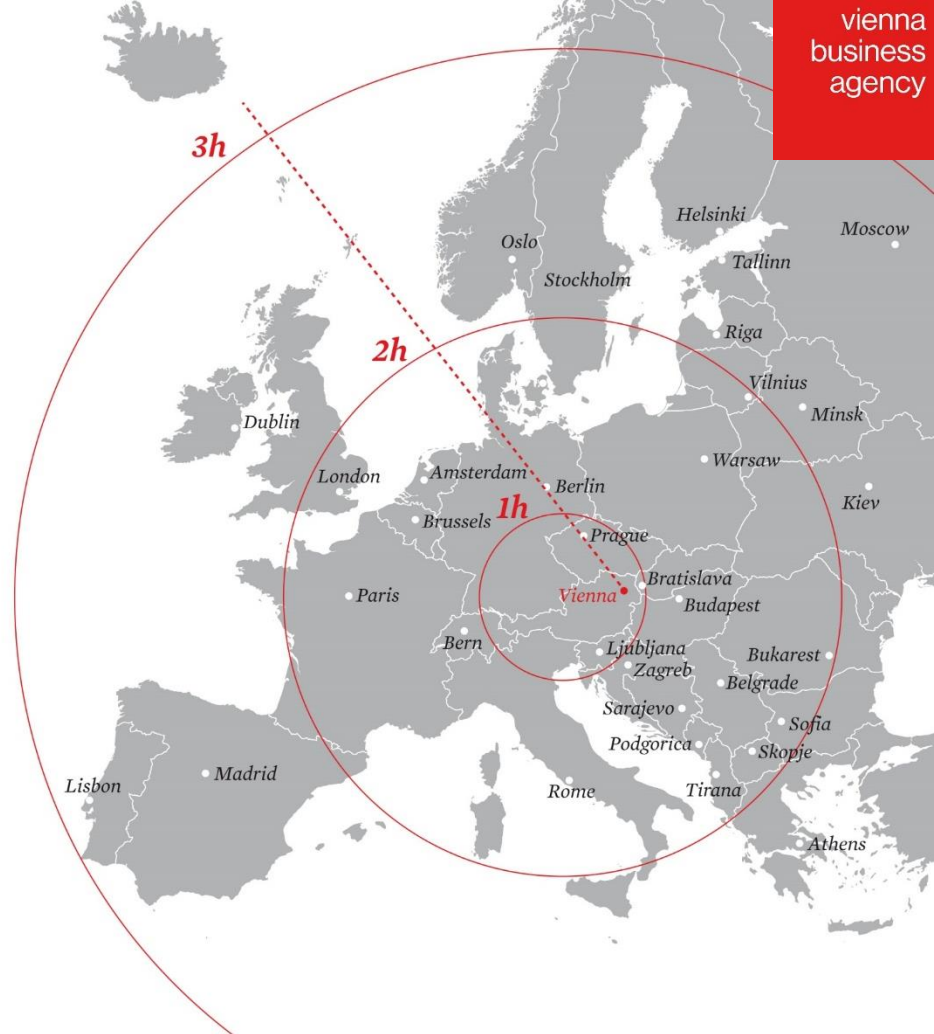 vienna
business
agency
3h
Helsinki
Moscow
Oslo
Tallinn
Stockholm
Riga
2h
Vilnius
Minsk
Dublin
Warsaw
London
Amsterdam
Berlin
Kiev
1h
Brussels
Prague
Bratislava
Vienna
Paris
Budapest
Bern
Ljubljana
Bukarest
Zagreb
Belgrade
Sarajevo
Sofia
Podgorica
Skopje
Madrid
Lisbon
Rome
Tirana
Athens